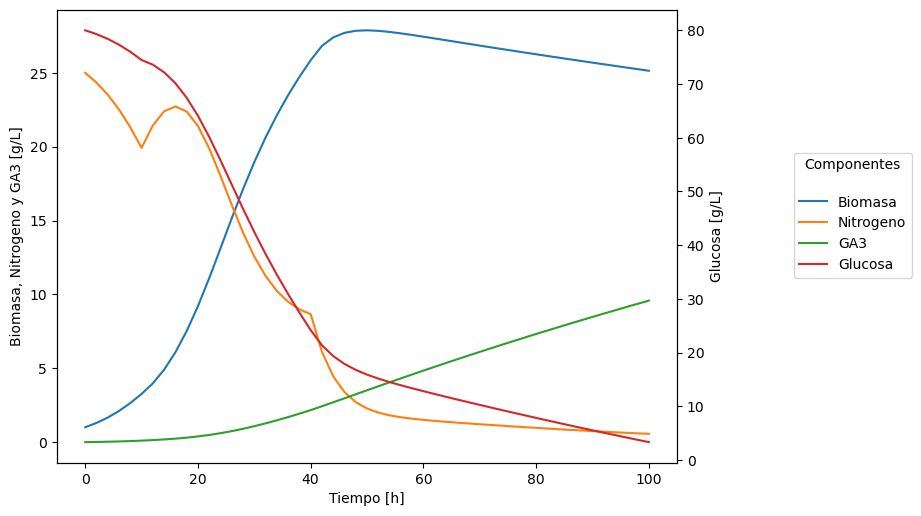 Biomasa, Nitrogeno y GA3 [g/L]
25
20
15
10
5
0
0
20
40
60
80
100
Tiempo [h]
80
70
60
50
40
30
20
10
0
Glucosa [g/L]
Componentes
Biomasa
Nitrogeno
GA3
Glucosa